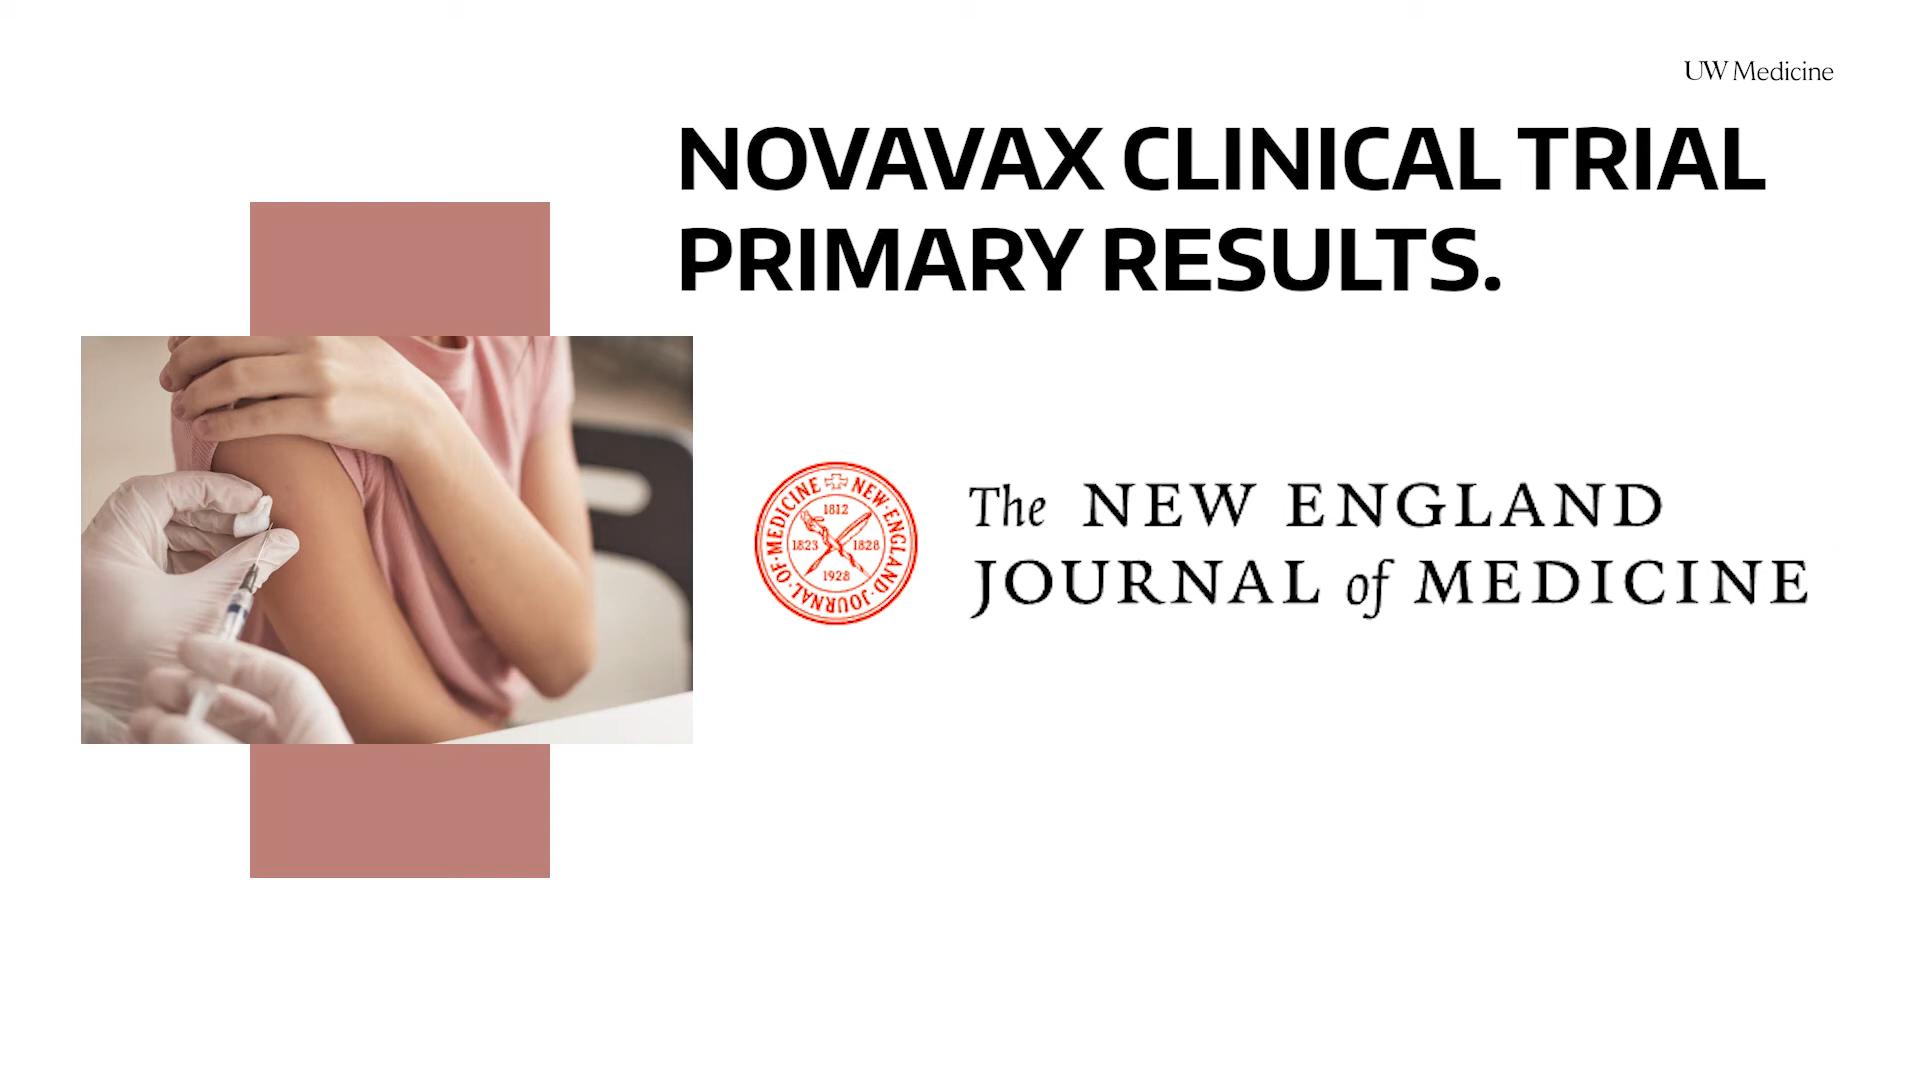 UW Medicine
NOVAVAX CLINICAL TRIAL
PRIMARY RESULTS.
The NEW ENGLAND
JOURNAL of MEDICINE
NEW·ENGLAND·JOURNAL·OF·MEDICINE
1812
1823 1828
1928